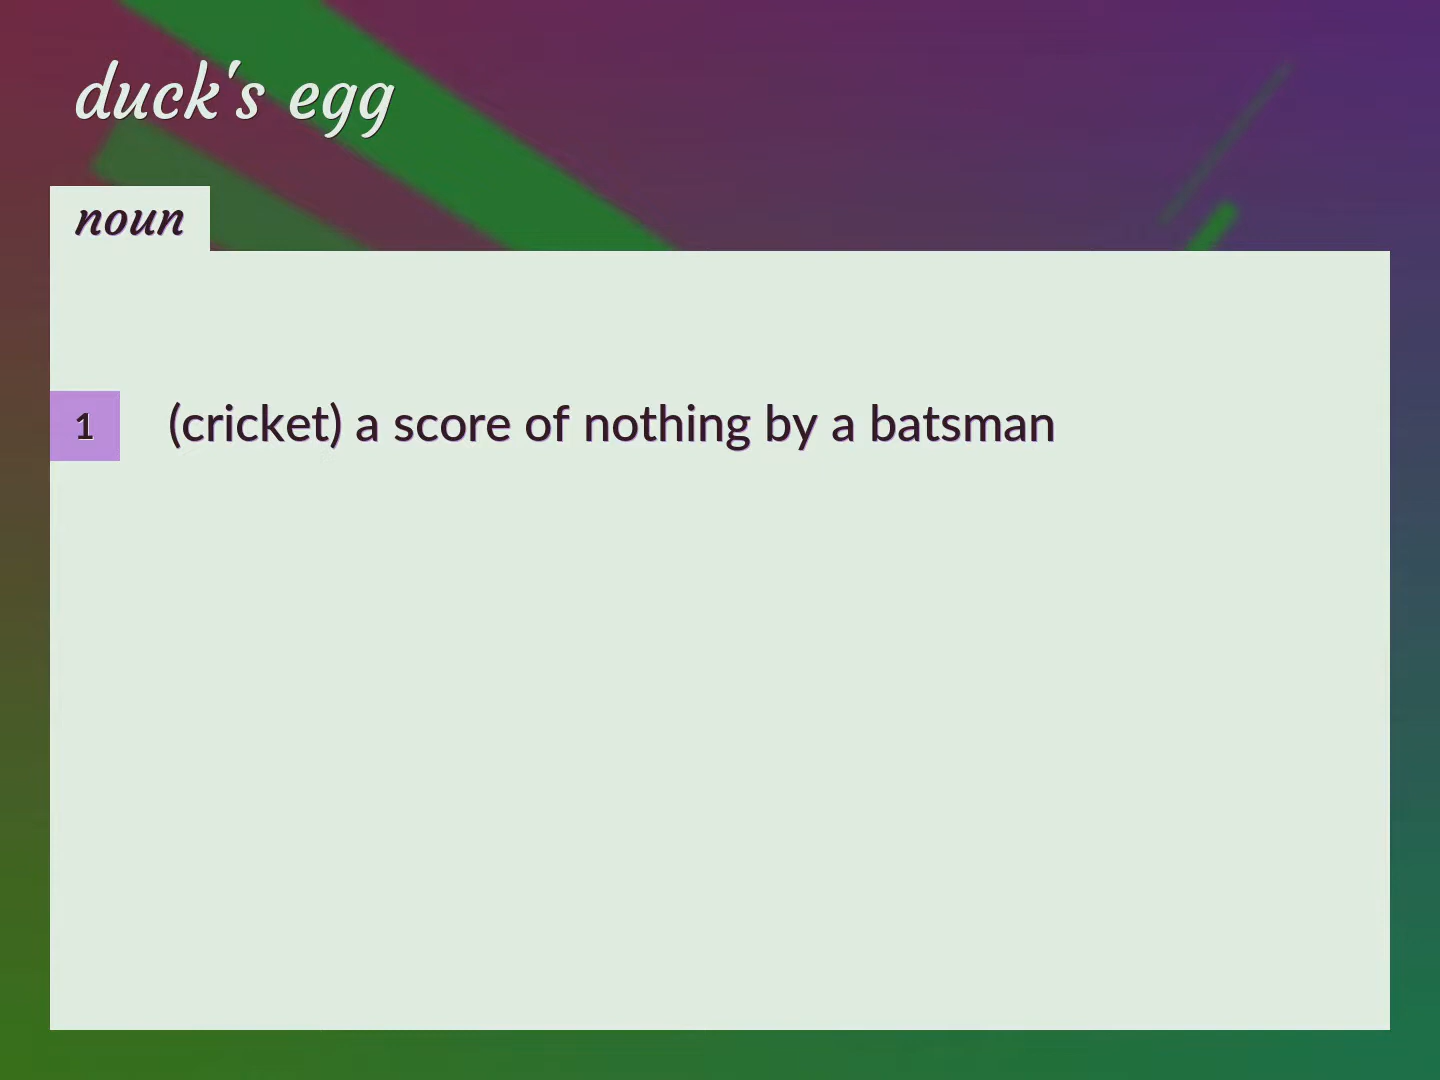 duck's egg
noun
1 (cricket) a score of nothing by a batsman